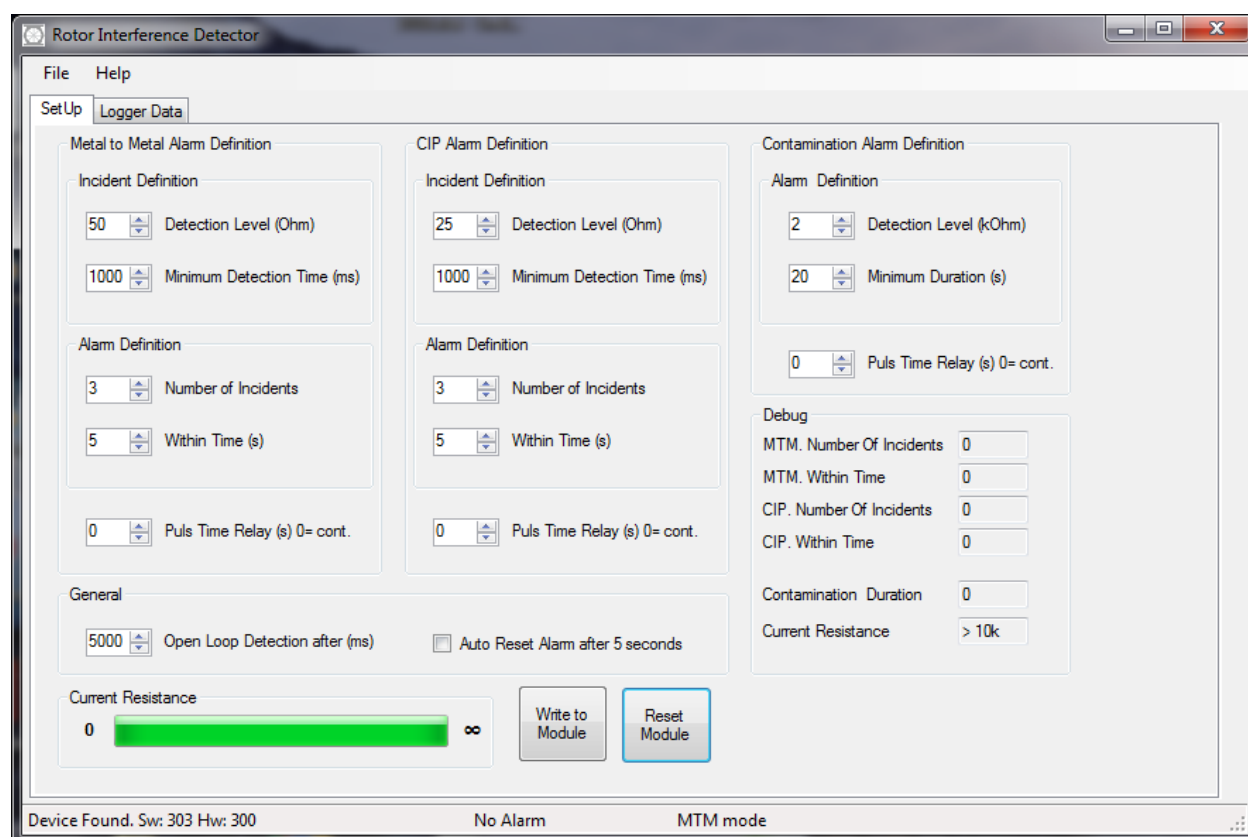 Rotor Interference Detector
File Help
SetUp Logger Data
Metal to Metal Alarm Definition
Incident Definition
50 Detection Level (Ohm)
1000 Minimum Detection Time (ms)
Alarm Definition
3 Number of Incidents
5 Within Time (s)
0 Puls Time Relay (s) 0= cont.
CIP Alarm Definition
Incident Definition
25 Detection Level (Ohm)
1000 Minimum Detection Time (ms)
Alarm Definition
3 Number of Incidents
5 Within Time (s)
0 Puls Time Relay (s) 0= cont.
Contamination Alarm Definition
Alarm Definition
2 Detection Level (kOhm)
20 Minimum Duration (s)
0 Puls Time Relay (s) 0= cont.
Debug
MTM. Number Of Incidents 0
MTM. Within Time 0
CIP. Number Of Incidents 0
CIP. Within Time 0
Contamination Duration 0
Current Resistance > 10k
General
5000 Open Loop Detection after (ms)
Auto Reset Alarm after 5 seconds
Current Resistance
0 ∞
Write to
Module
Reset
Module
Device Found. Sw: 303 Hw: 300 No Alarm MTM mode